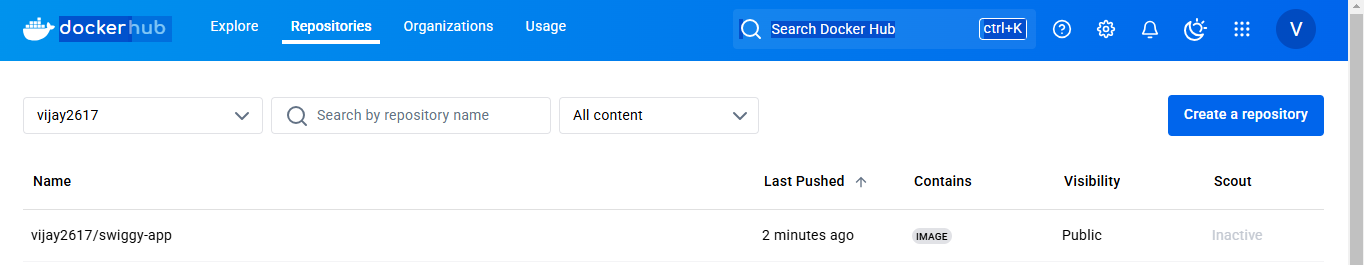 dockerhub Explore Repositories Organizations Usage Search Docker Hub ctrl+K V
vijay2617 Search by repository name All content Create a repository
Name Last Pushed Contains Visibility Scout
vijay2617/swiggy-app 2 minutes ago IMAGE Public Inactive